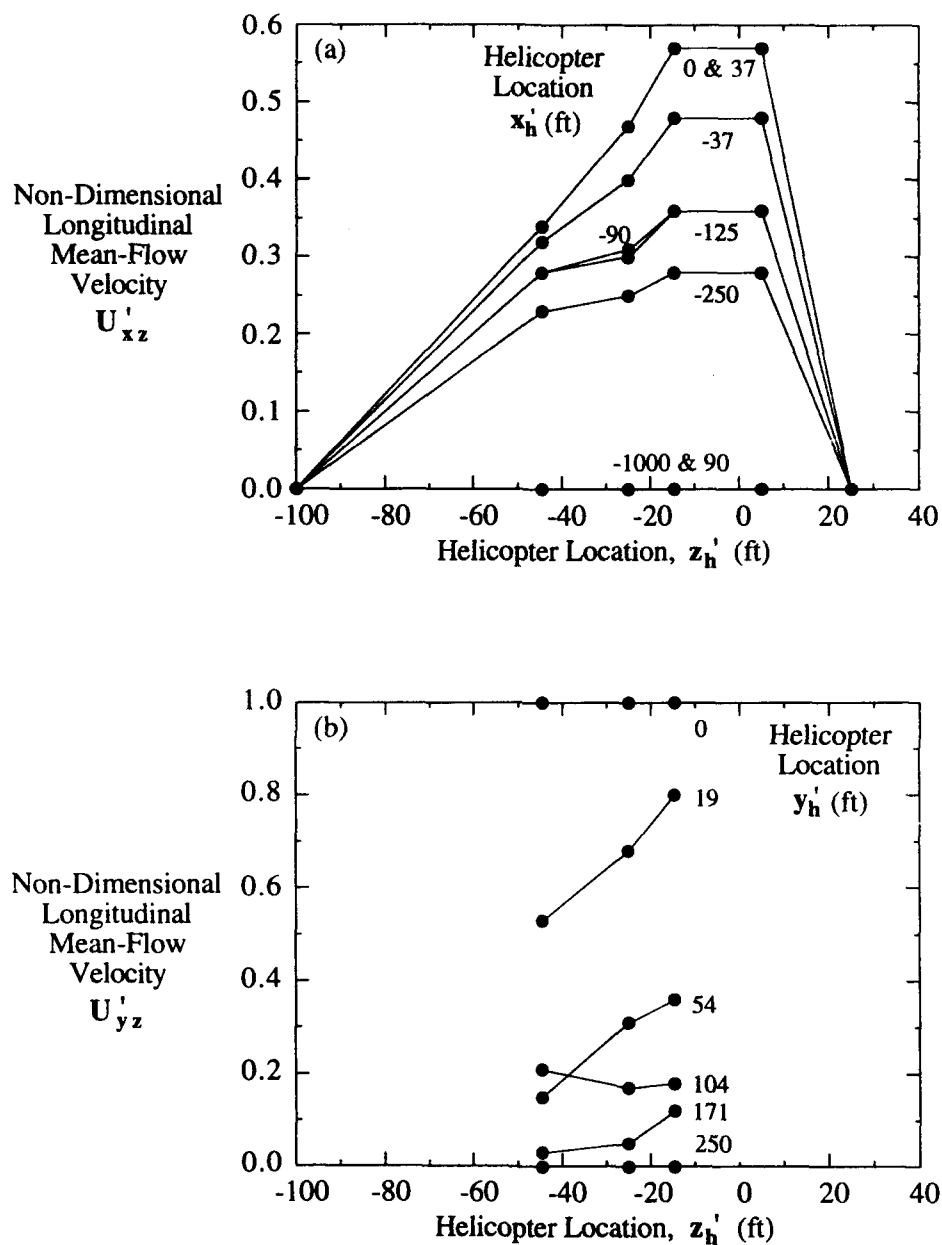 (a)
Helicopter
Location
x_h' (ft)
0 & 37
-37
-90
-125
-250
-1000 & 90
Non-Dimensional
Longitudinal
Mean-Flow
Velocity
U'_xz
0.6
0.5
0.4
0.3
0.2
0.1
0.0
-100 -80 -60 -40 -20 0 20 40
Helicopter Location, z_h' (ft)
(b)
Helicopter
Location
y_h' (ft)
0
19
54
104
171
250
Non-Dimensional
Longitudinal
Mean-Flow
Velocity
U'_yz
1.0
0.8
0.6
0.4
0.2
0.0
-100 -80 -60 -40 -20 0 20 40
Helicopter Location, z_h' (ft)